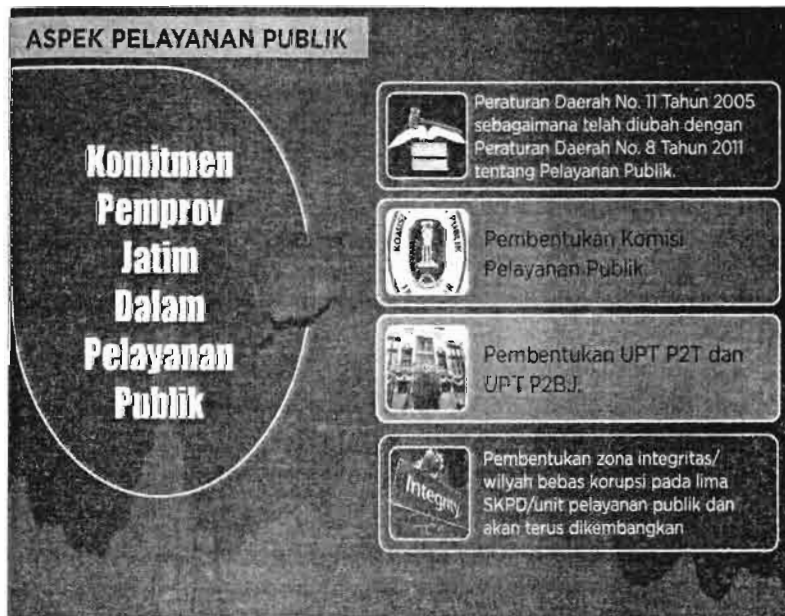 ASPEK PELAYANAN PUBLIK
Komitmen
Pemprov
Jatim
Dalam
Pelayanan
Publik
Peraturan Daerah No. 11 Tahun 2005
sebagaimana telah diubah dengan
Peraturan Daerah No. 8 Tahun 2011
tentang Pelayanan Publik.
KOMISI PUBLIK
Pembentukan Komisi
Pelayanan Publik
Pembentukan UPT P2T dan
UPT P2BJ.
Integrity
Pembentukan zona integritas/
wilyah bebas korupsi pada lima
SKPD/unit pelayanan publik dan
akan terus dikembangkan